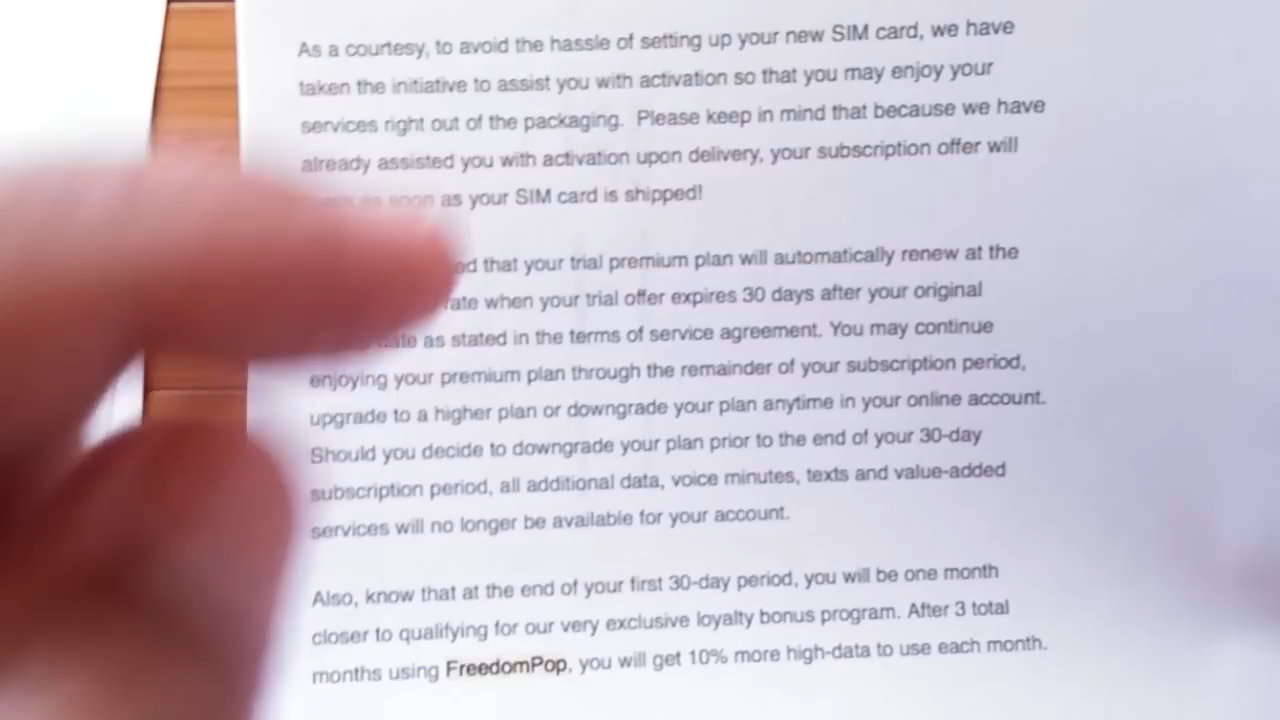 As a courtesy, to avoid the hassle of setting up your new SIM card, we have
taken the initiative to assist you with activation so that you may enjoy your
services right out of the packaging. Please keep in mind that because we have
already assisted you with activation upon delivery, your subscription offer will
as soon as your SIM card is shipped!
that your trial premium plan will automatically renew at the
when your trial offer expires 30 days after your original
as stated in the terms of service agreement. You may continue
enjoying your premium plan through the remainder of your subscription period,
upgrade to a higher plan or downgrade your plan anytime in your online account.
Should you decide to downgrade your plan prior to the end of your 30-day
subscription period, all additional data, voice minutes, texts and value-added
services will no longer be available for your account.
Also, know that at the end of your first 30-day period, you will be one month
closer to qualifying for our very exclusive loyalty bonus program. After 3 total
months using FreedomPop, you will get 10% more high-data to use each month.